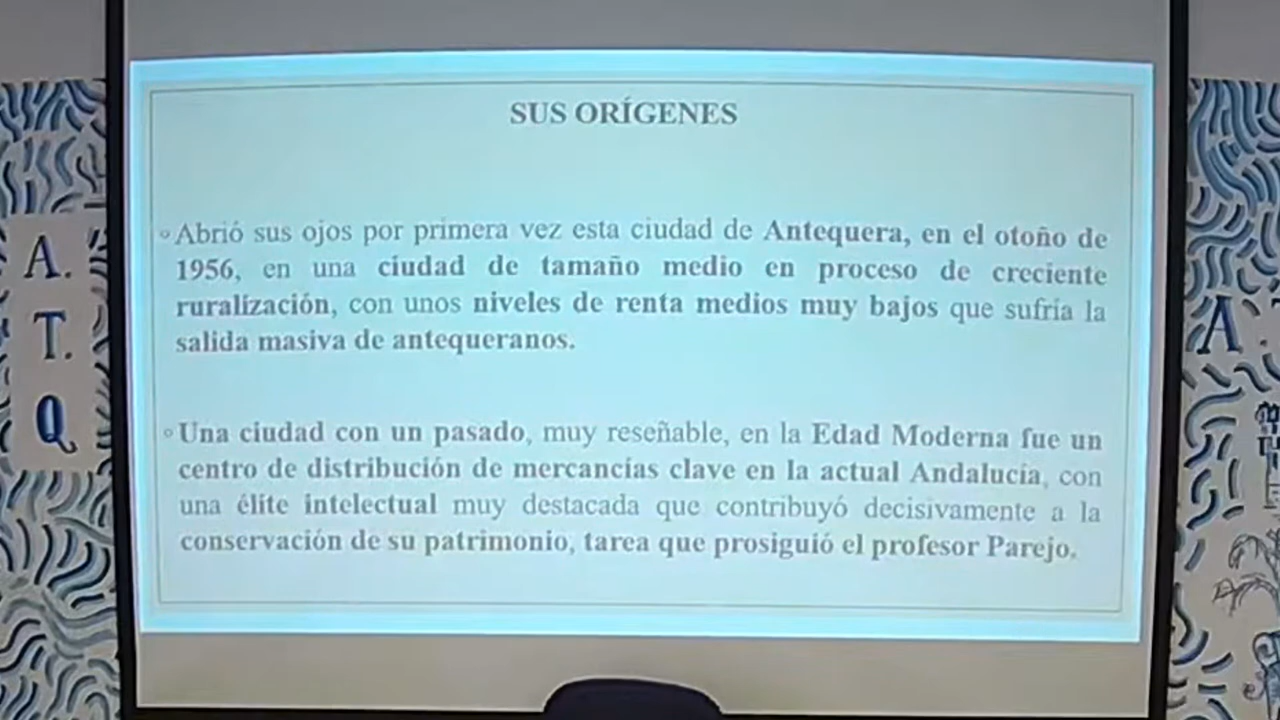 SUS ORÍGENES
Abrió sus ojos por primera vez esta ciudad de Antequera, en el otoño de
1956, en una ciudad de tamaño medio en proceso de creciente
ruralización, con unos niveles de renta medios muy bajos que sufría la
salida masiva de antequeranos.
Una ciudad con un pasado, muy reseñable, en la Edad Moderna fue un
centro de distribución de mercancías clave en la actual Andalucía, con
una élite intelectual muy destacada que contribuyó decisivamente a la
conservación de su patrimonio, tarea que prosiguió el profesor Parejo.
A.
T.
Q
A.